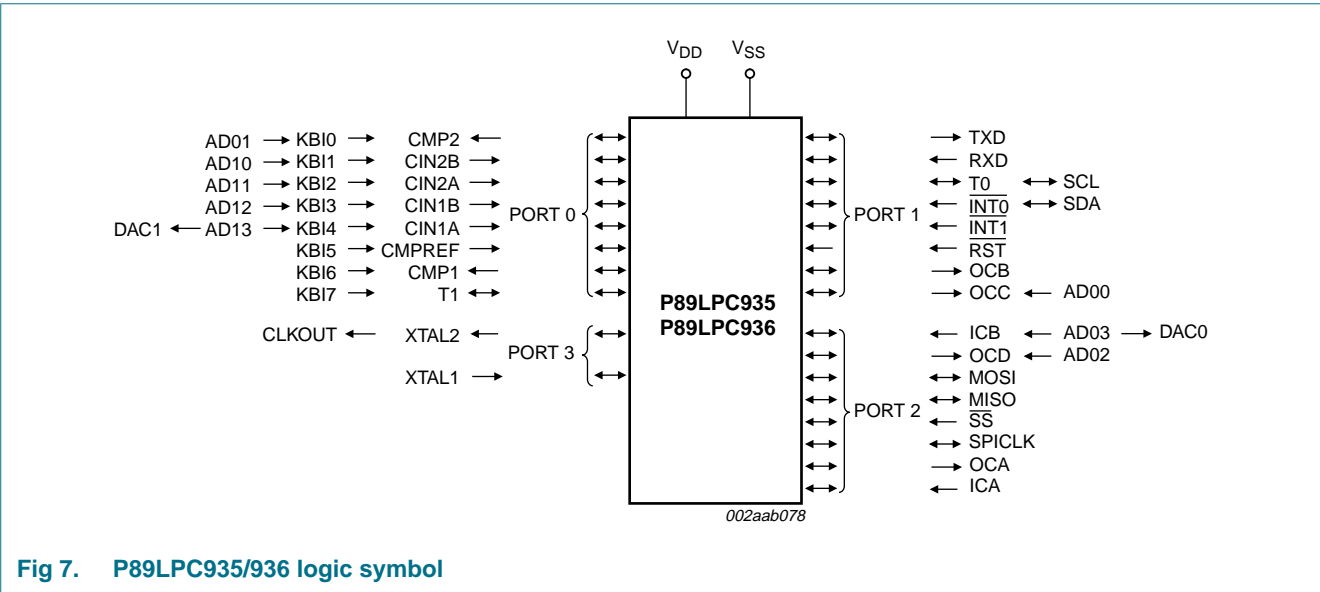 VDD VSS
AD01 KBI0 CMP2 TXD
AD10 KBI1 CIN2B RXD
AD11 KBI2 CIN2A T0 SCL
AD12 KBI3 CIN1B INT0 SDA
PORT 0 PORT 1
DAC1 AD13 KBI4 CIN1A INT1
KBI5 CMPREF RST
KBI6 CMP1 OCB
KBI7 T1 OCC AD00
P89LPC935
P89LPC936
CLKOUT XTAL2 ICB AD03 DAC0
PORT 3 OCD AD02
XTAL1 MOSI
MISO
PORT 2
SS
SPICLK
OCA
ICA
002aab078
Fig 7. P89LPC935/936 logic symbol